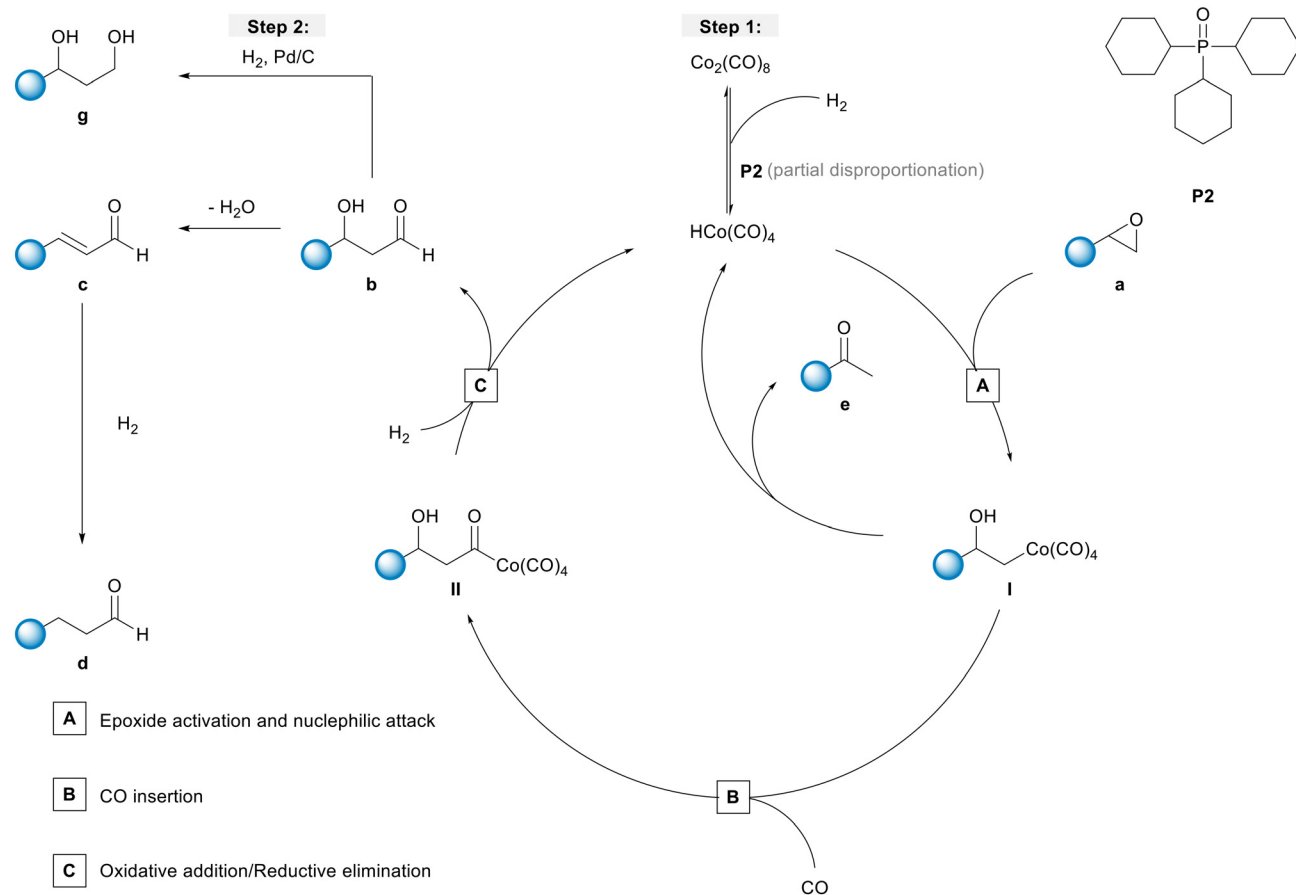 Step 2:
H2, Pd/C
OH OH
g
Step 1:
Co2(CO)8
H2
P2 (partial disproportionation)
HCo(CO)4
O
P
P2
O
a
- H2O
OH O
H
b
O
H
c
H2
O
e
A
C
H2
OH O
Co(CO)4
II
OH
Co(CO)4
I
O
H
d
A Epoxide activation and nuclephilic attack
B CO insertion
C Oxidative addition/Reductive elimination
B
CO